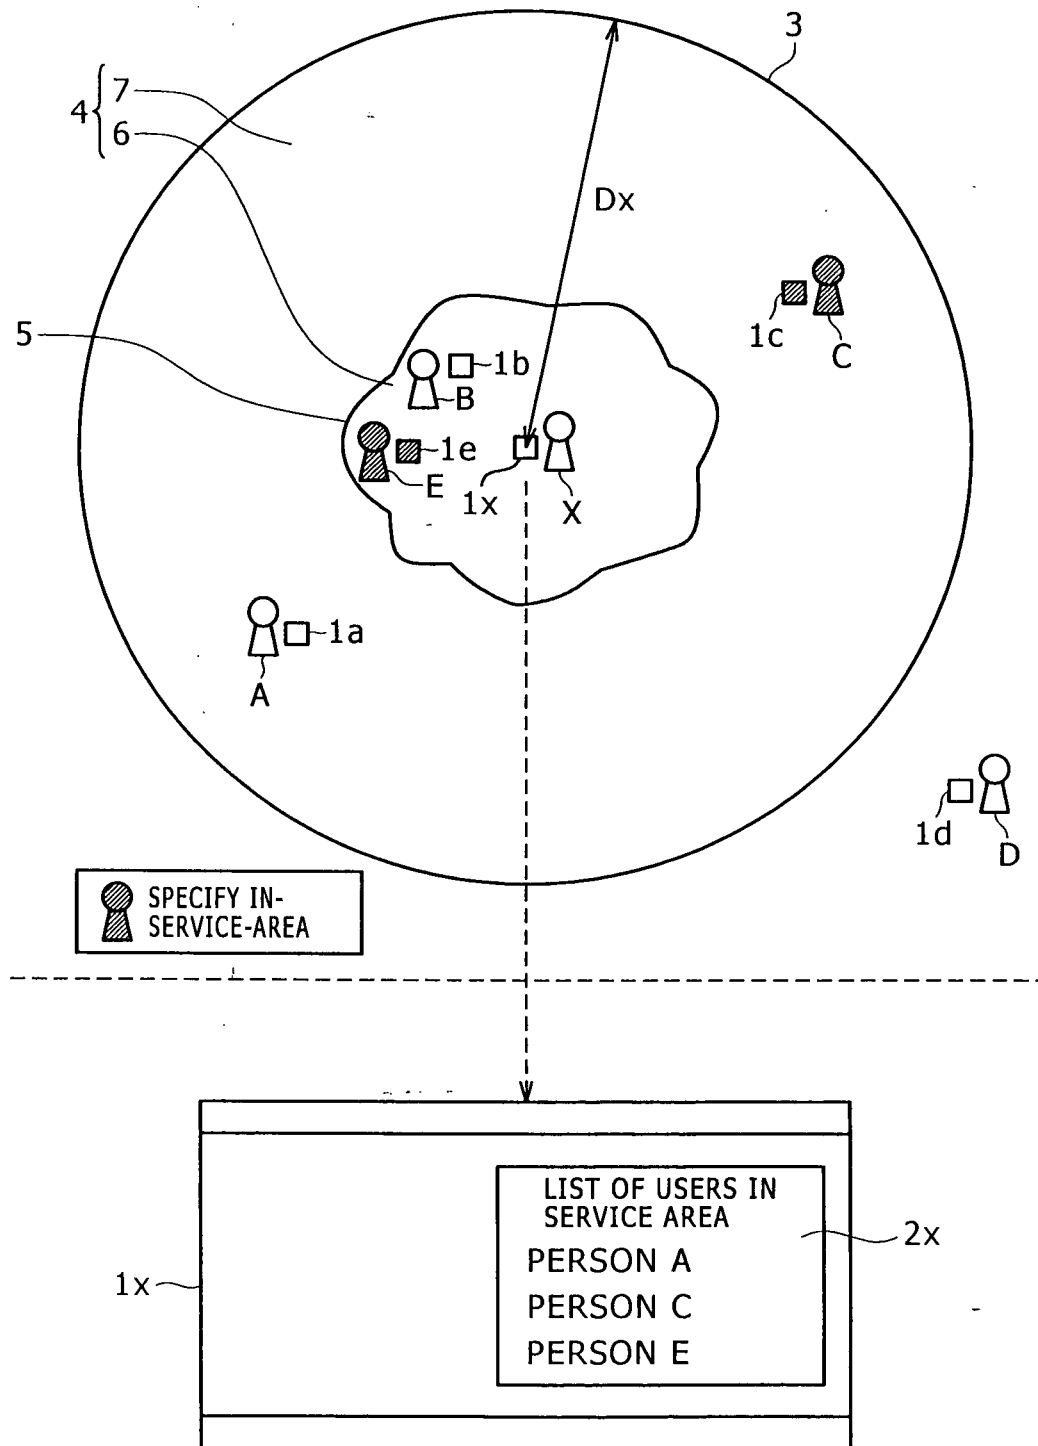 3
4 { 7
6
Dx
1c
C
5
1b
B
1e
E
1x
X
1a
A
1d
D
SPECIFY IN-
SERVICE-AREA
LIST OF USERS IN
SERVICE AREA
2x
PERSON A
1x
PERSON C
PERSON E